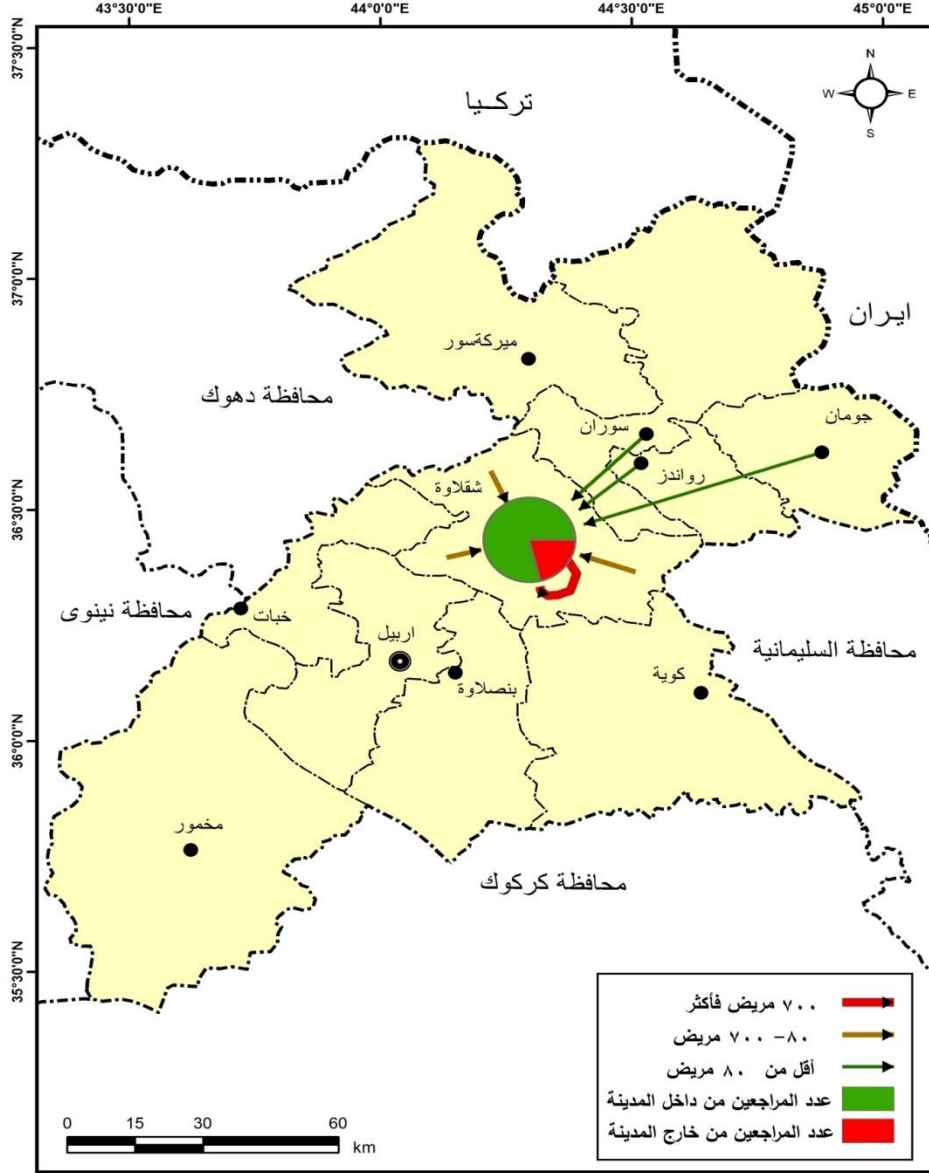 43°30'0"E
44°0'0"E
44°30'0"E
45°0'0"E
37°30'0"N
37°0'0"N
36°30'0"N
36°0'0"N
35°30'0"N
N
W
E
S
تركـيا
ايران
ميركةسور
محافظة دهوك
سوران
جومان
رواندز
شقلاوة
محافظة نينوى
خبات
اربيل
بنصلاوة
محافظة السليمانية
كوية
مخمور
محافظة كركوك
٧٠٠ مريض فأكثر
٨٠- ٧٠٠ مريض
أقل من ٨٠ مريض
عدد المراجعين من داخل المدينة
عدد المراجعين من خارج المدينة
0 15 30 60
km